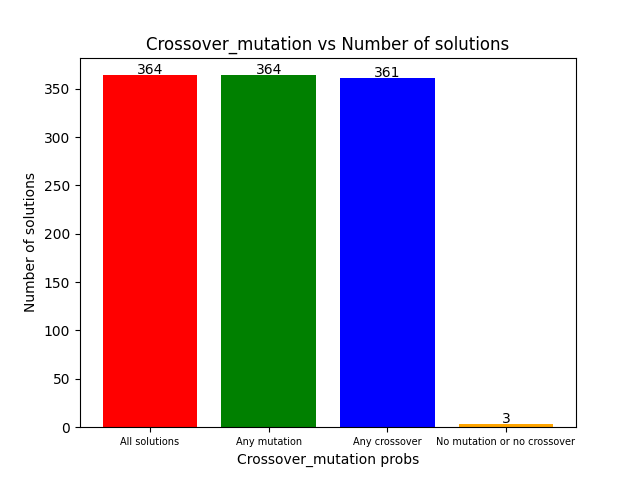 Crossover_mutation vs Number of solutions
364
364
361
3
350
300
250
200
150
100
50
0
Number of solutions
All solutions
Any mutation
Any crossover
No mutation or no crossover
Crossover_mutation probs